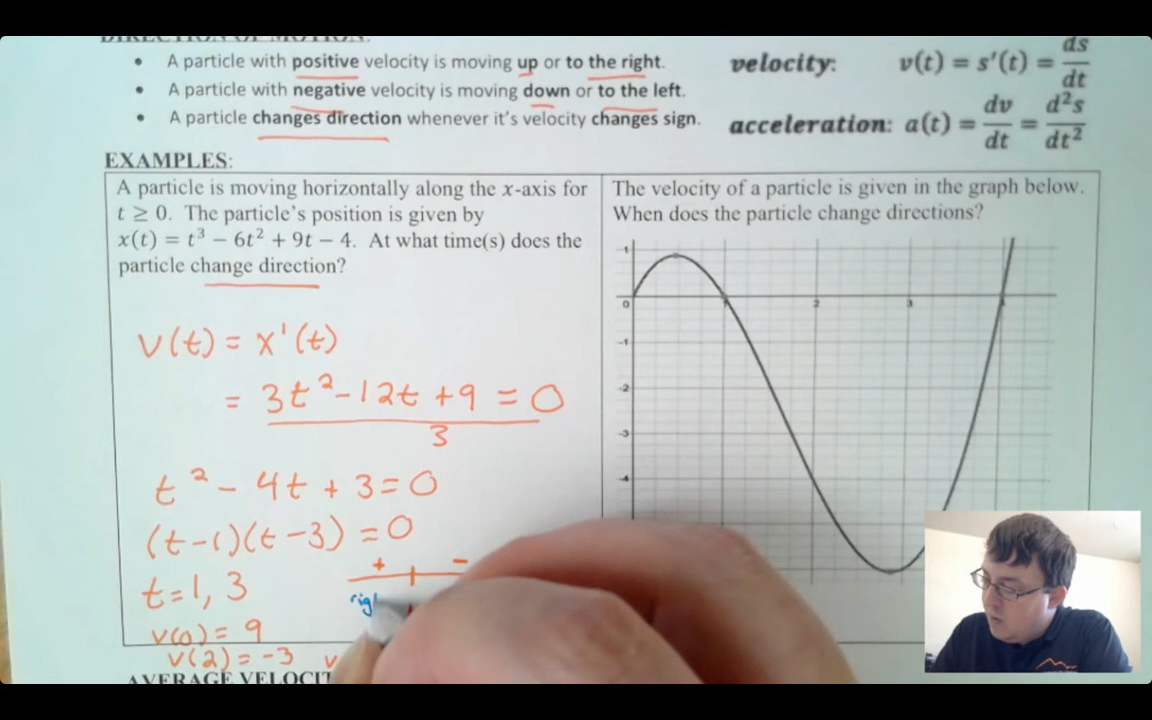 DIRECTION OF MOTION:
• A particle with positive velocity is moving up or to the right.
• A particle with negative velocity is moving down or to the left.
• A particle changes direction whenever it's velocity changes sign.
velocity: v(t) = s'(t) = ds/dt
acceleration: a(t) = dv/dt = d²s/dt²
EXAMPLES:
A particle is moving horizontally along the x-axis for
t ≥ 0. The particle's position is given by
x(t) = t³ − 6t² + 9t − 4. At what time(s) does the
particle change direction?
v(t) = x'(t)
= 3t² - 12t + 9 = 0
3
t² - 4t + 3 = 0
(t-1)(t-3) = 0
t = 1, 3
+ -
v(0) = 9
v(2) = -3 v
The velocity of a particle is given in the graph below.
When does the particle change directions?
1
0 2 3
-1
-2
-3
-4
AVERAGE VELOCIT